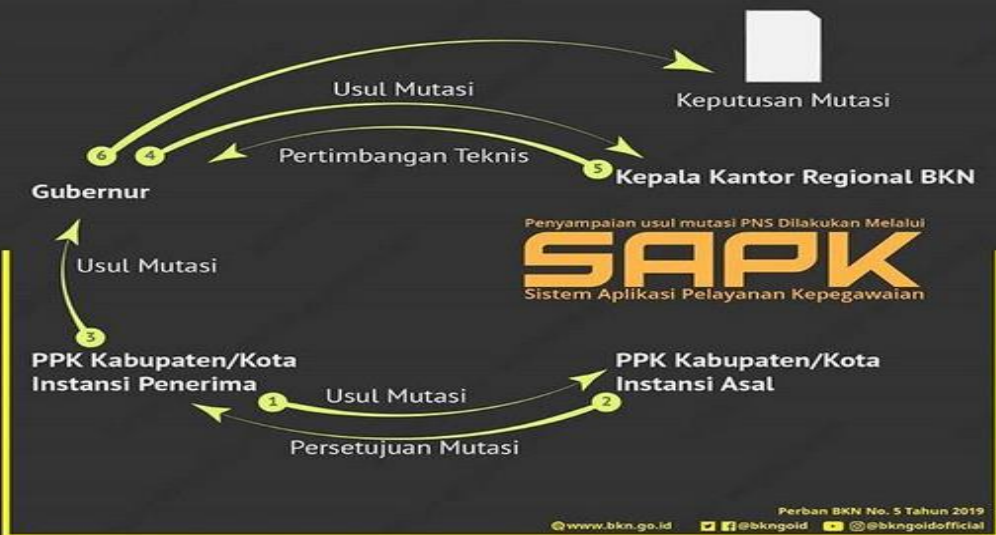 Usul Mutasi
Keputusan Mutasi
6
4
Pertimbangan Teknis
5
Kepala Kantor Regional BKN
Gubernur
Penyampaian usul mutasi PNS Dilakukan Melalui
SAPK
Sistem Aplikasi Pelayanan Kepegawaian
Usul Mutasi
3
PPK Kabupaten/Kota
Instansi Penerima
PPK Kabupaten/Kota
Instansi Asal
1
Usul Mutasi
2
Persetujuan Mutasi
Perban BKN No. 5 Tahun 2019
www.bkn.go.id @bkngoid @bkngoidofficial